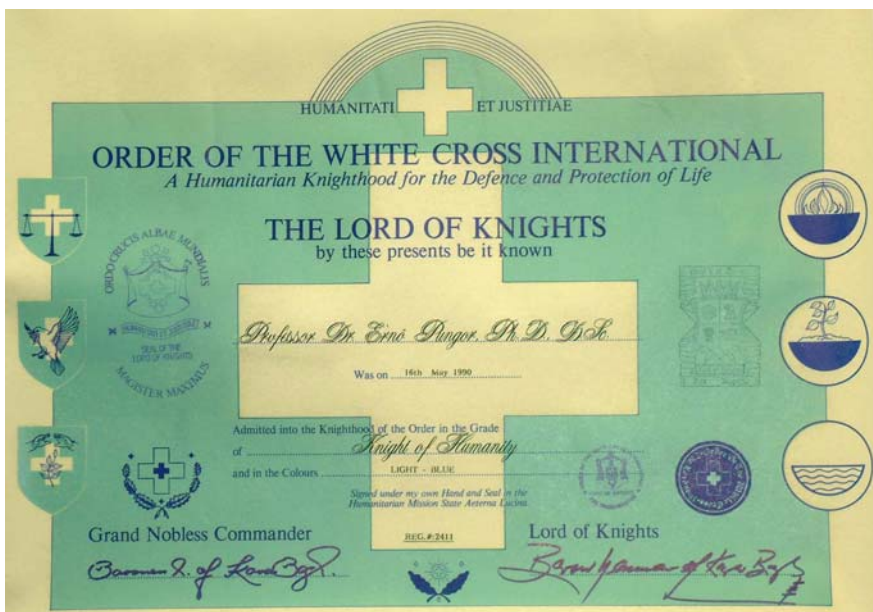 HUMANITATI ET JUSTITIAE
ORDER OF THE WHITE CROSS INTERNATIONAL
A Humanitarian Knighthood for the Defence and Protection of Life
THE LORD OF KNIGHTS
by these presents be it known
ORDO CRUCIS ALBAE MUNDIALIS
SEAL OF THE
LORD OF KNIGHTS
MAGISTER MAXIMUS
Professor Dr. Ernő Pungor, Ph. D. D.Sc.
Was on 16th May 1990
Admitted into the Knighthood of the Order in the Grade
of Knight of Humanity
and in the Colours LIGHT - BLUE
Signed under my own Hand and Seal in the
Humanitarian Mission State Aeterna Lucina
Grand Nobless Commander
REG.#:2411
Lord of Knights